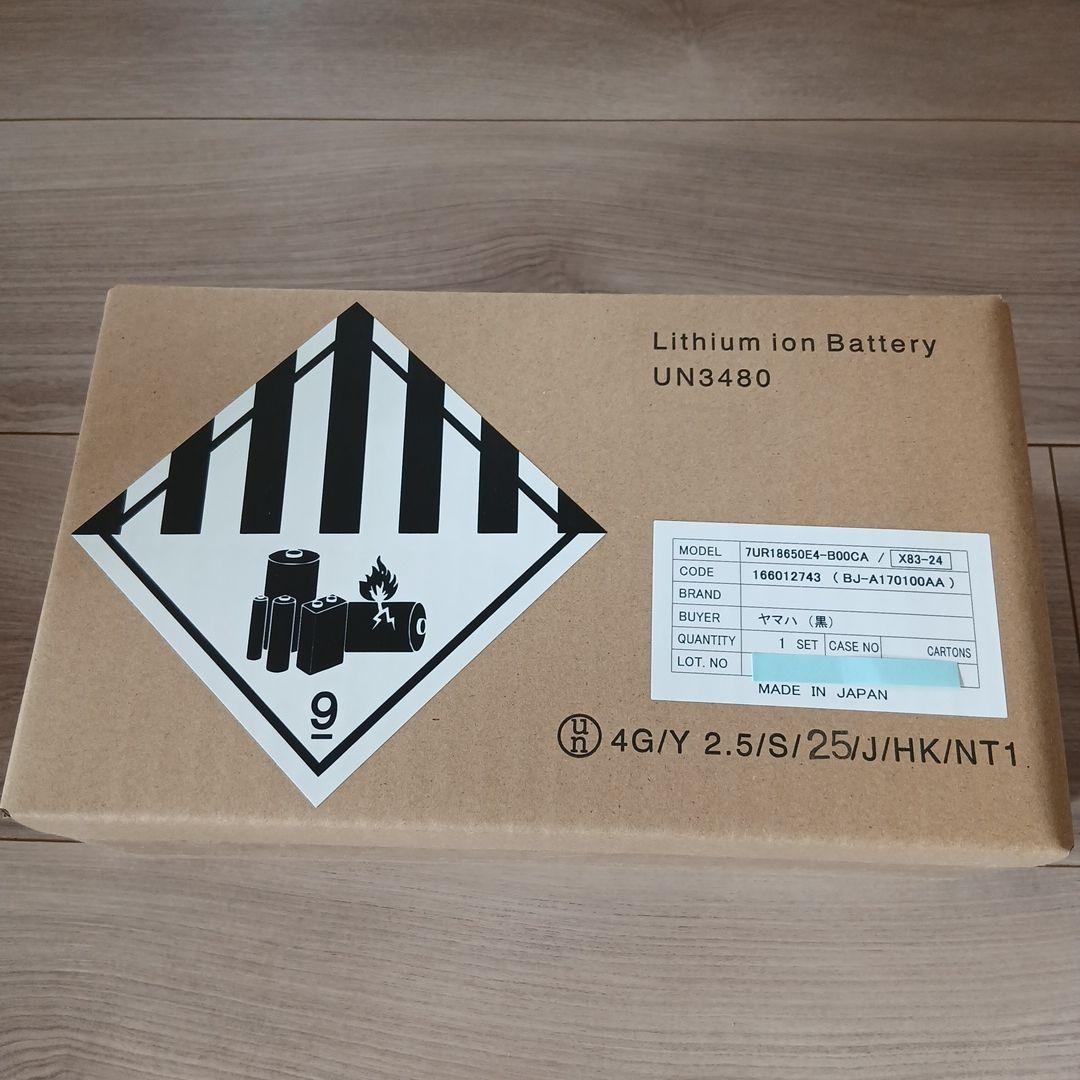 Lithium ion Battery
UN3480
MODEL 7UR18650E4-B00CA / X83-24
CODE 166012743 ( BJ-A170100AA )
BRAND
BUYER ヤマハ (黒)
QUANTITY 1 SET CASE NO CARTONS
LOT. NO
MADE IN JAPAN
9
un 4G/Y 2.5/S/25/J/HK/NT1